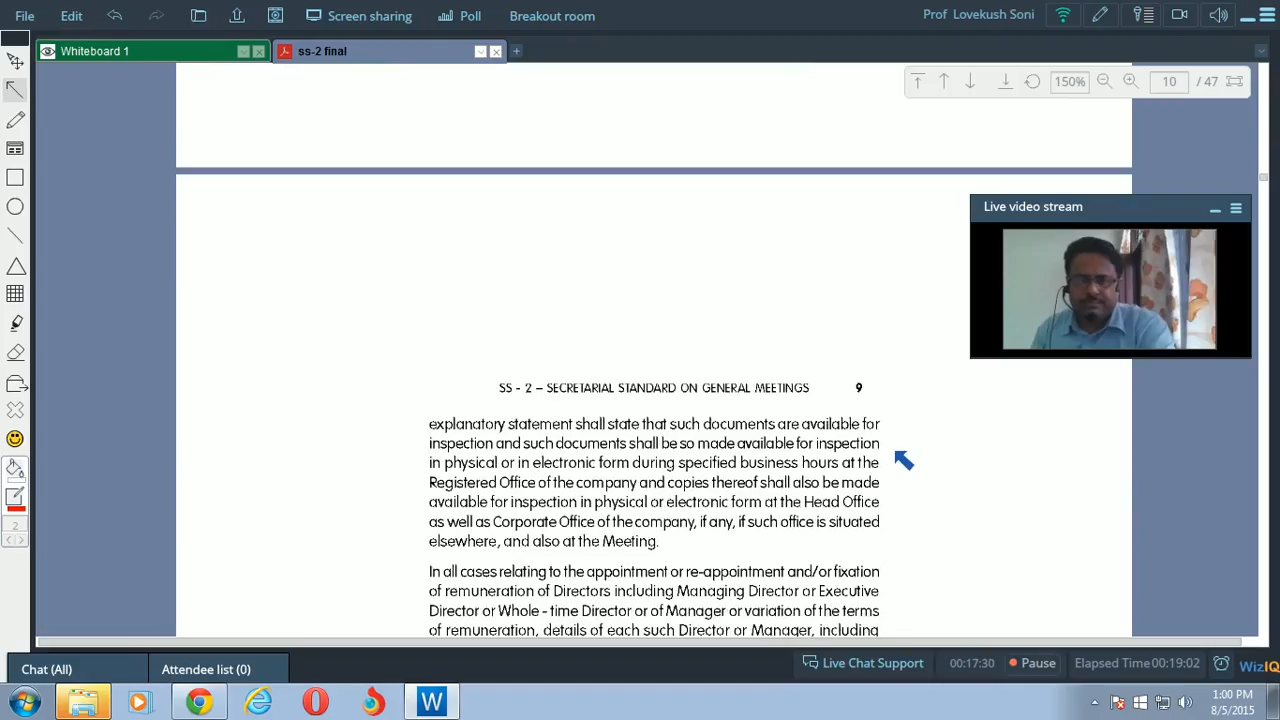 File Edit Screen sharing Poll Breakout room Prof Lovekush Soni
Whiteboard 1 ss-2 final
150% 10 / 47
Live video stream
SS - 2 – SECRETARIAL STANDARD ON GENERAL MEETINGS 9
explanatory statement shall state that such documents are available for
inspection and such documents shall be so made available for inspection
in physical or in electronic form during specified business hours at the
Registered Office of the company and copies thereof shall also be made
available for inspection in physical or electronic form at the Head Office
as well as Corporate Office of the company, if any, if such office is situated
elsewhere, and also at the Meeting.
In all cases relating to the appointment or re-appointment and/or fixation
of remuneration of Directors including Managing Director or Executive
Director or Whole - time Director or of Manager or variation of the terms
of remuneration, details of each such Director or Manager, including
2
Chat (All) Attendee list (0) Live Chat Support 00:17:30 Pause Elapsed Time 00:19:02 WizIQ
1:00 PM
8/5/2015